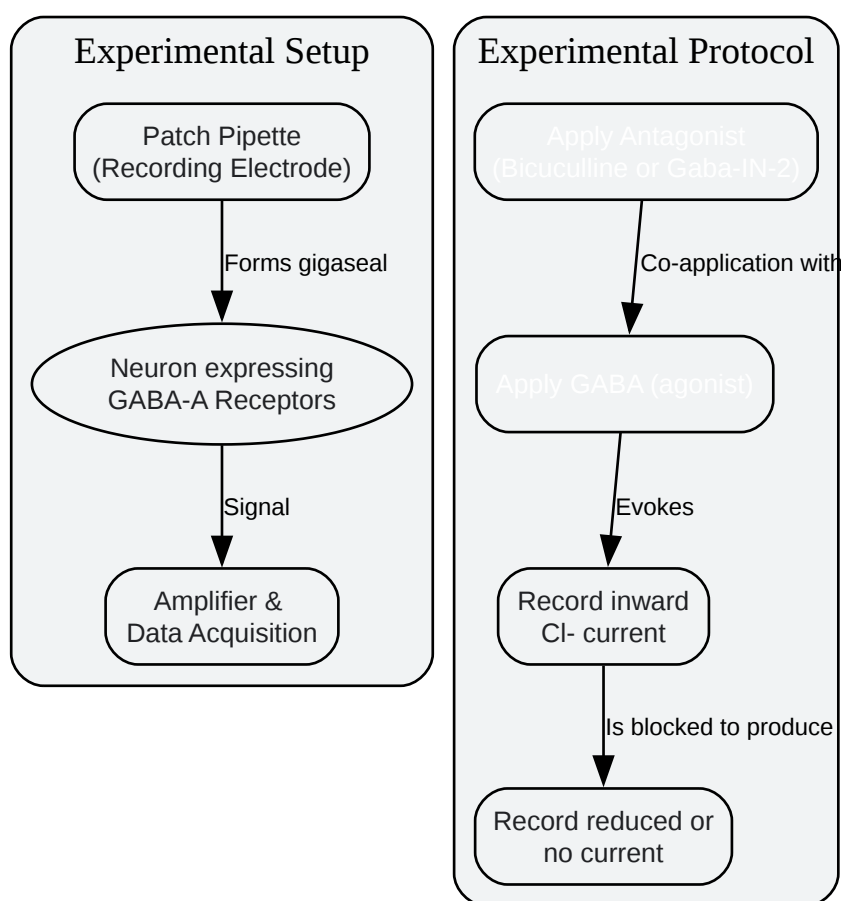 Experimental Setup
Patch Pipette
(Recording Electrode)
Forms gigaseal
Neuron expressing
GABA-A Receptors
Signal
Amplifier &
Data Acquisition
Experimental Protocol
Apply Antagonist
(Bicuculline or Gaba-IN-2)
Co-application with
Apply GABA (agonist)
Evokes
Record inward
Cl- current
Is blocked to produce
Record reduced or
no current